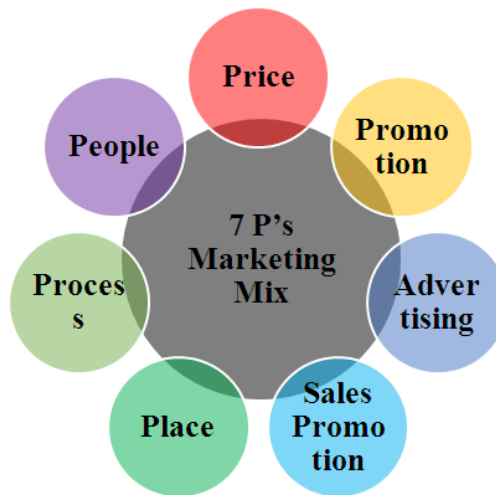 Price
Promo
tion
Adver
tising
Sales
Promo
tion
Place
Proces
s
People
7 P's
Marketing
Mix